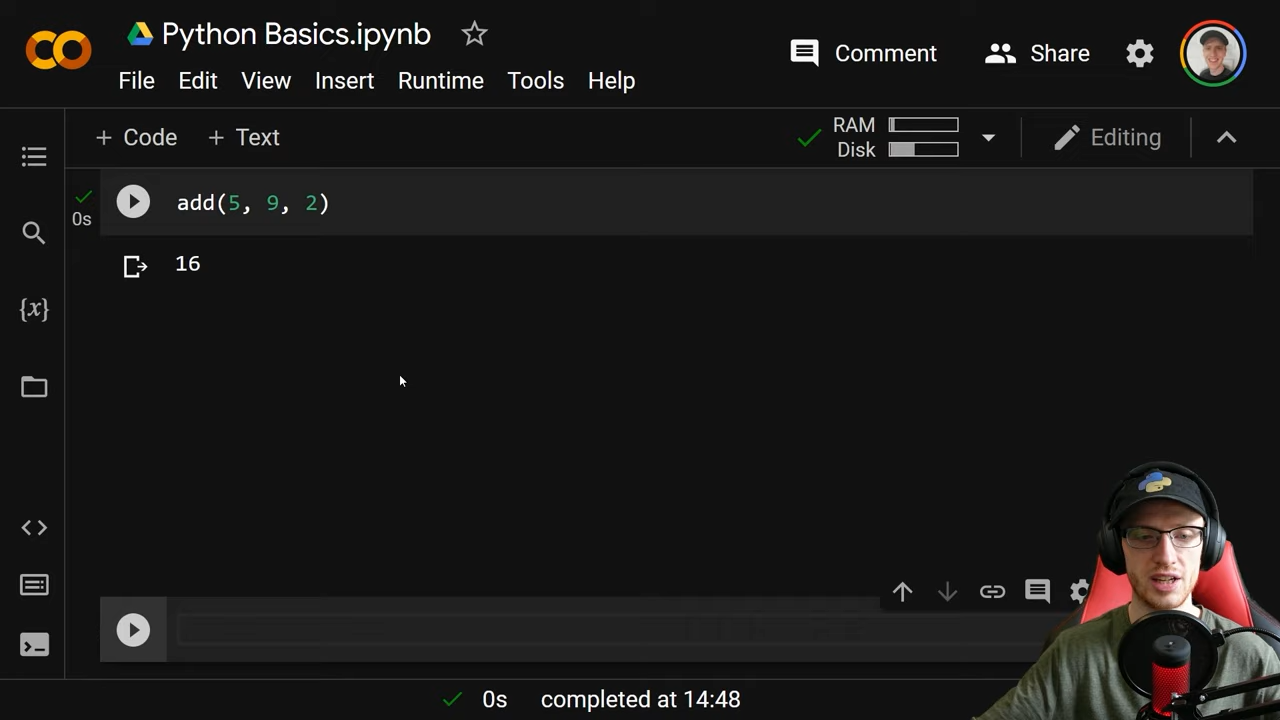 Python Basics.ipynb
Comment
Share
File Edit View Insert Runtime Tools Help
+ Code + Text
RAM
Disk
Editing
add(5, 9, 2)
0s
16
{x}
0s completed at 14:48